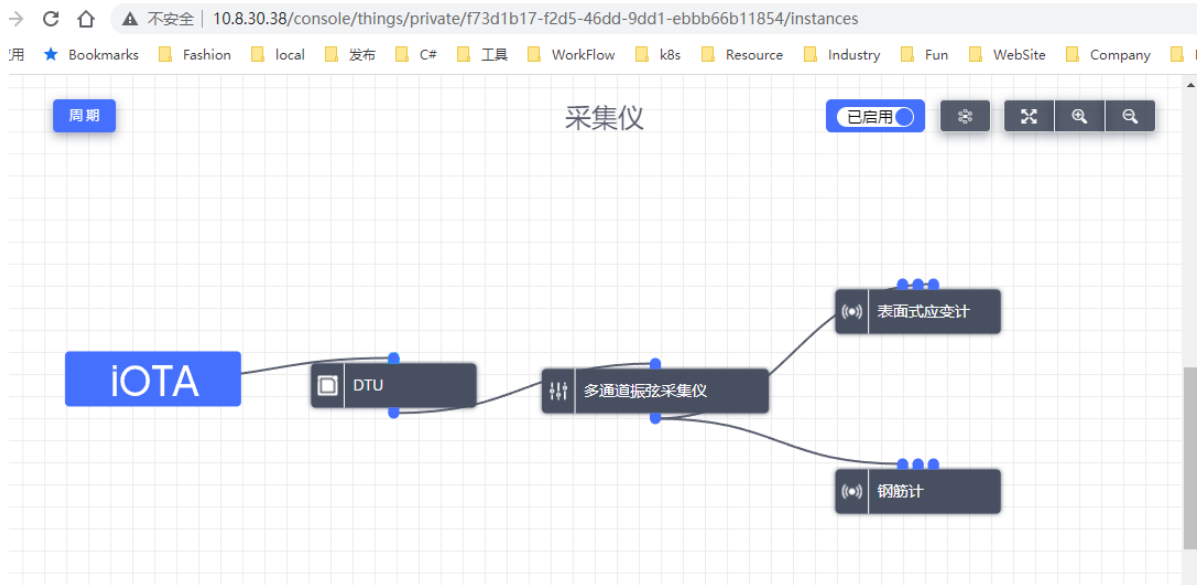 不安全 10.8.30.38/console/things/private/f73d1b17-f2d5-46dd-9dd1-ebbb66b11854/instances
用 Bookmarks Fashion local 发布 C# 工具 WorkFlow k8s Resource Industry Fun WebSite Company
周期 采集仪 已启用
表面式应变计
iOTA DTU 多通道振弦采集仪
钢筋计